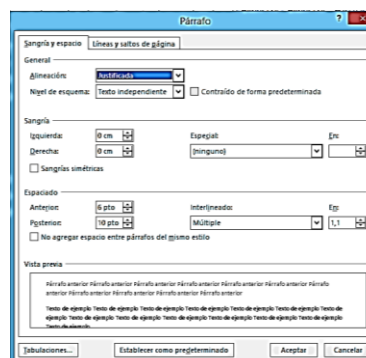 Párrafo
?
Sangría y espacio Líneas y saltos de página
General
Alineación: Justificada
Nivel de esquema: Texto independiente Contraído de forma predeterminada
Sangría
Izquierda: 0 cm Especial: En:
Derecha: 0 cm (ninguno)
Sangrías simétricas
Espaciado
Anterior: 6 pto Interlineado: En:
Posterior: 10 pto Múltiple 1,1
No agregar espacio entre párrafos del mismo estilo
Vista previa
Párrafo anterior Párrafo anterior Párrafo anterior Párrafo anterior Párrafo anterior Párrafo anterior Párrafo
anterior Párrafo anterior Párrafo anterior Párrafo anterior Párrafo anterior
Texto de ejemplo Texto de ejemplo Texto de ejemplo Texto de ejemplo Texto de ejemplo Texto de ejemplo Texto de
ejemplo Texto de ejemplo Texto de ejemplo Texto de ejemplo Texto de ejemplo Texto de ejemplo Texto de ejemplo
Texto de ejemplo
Tabulaciones... Establecer como predeterminado Aceptar Cancelar